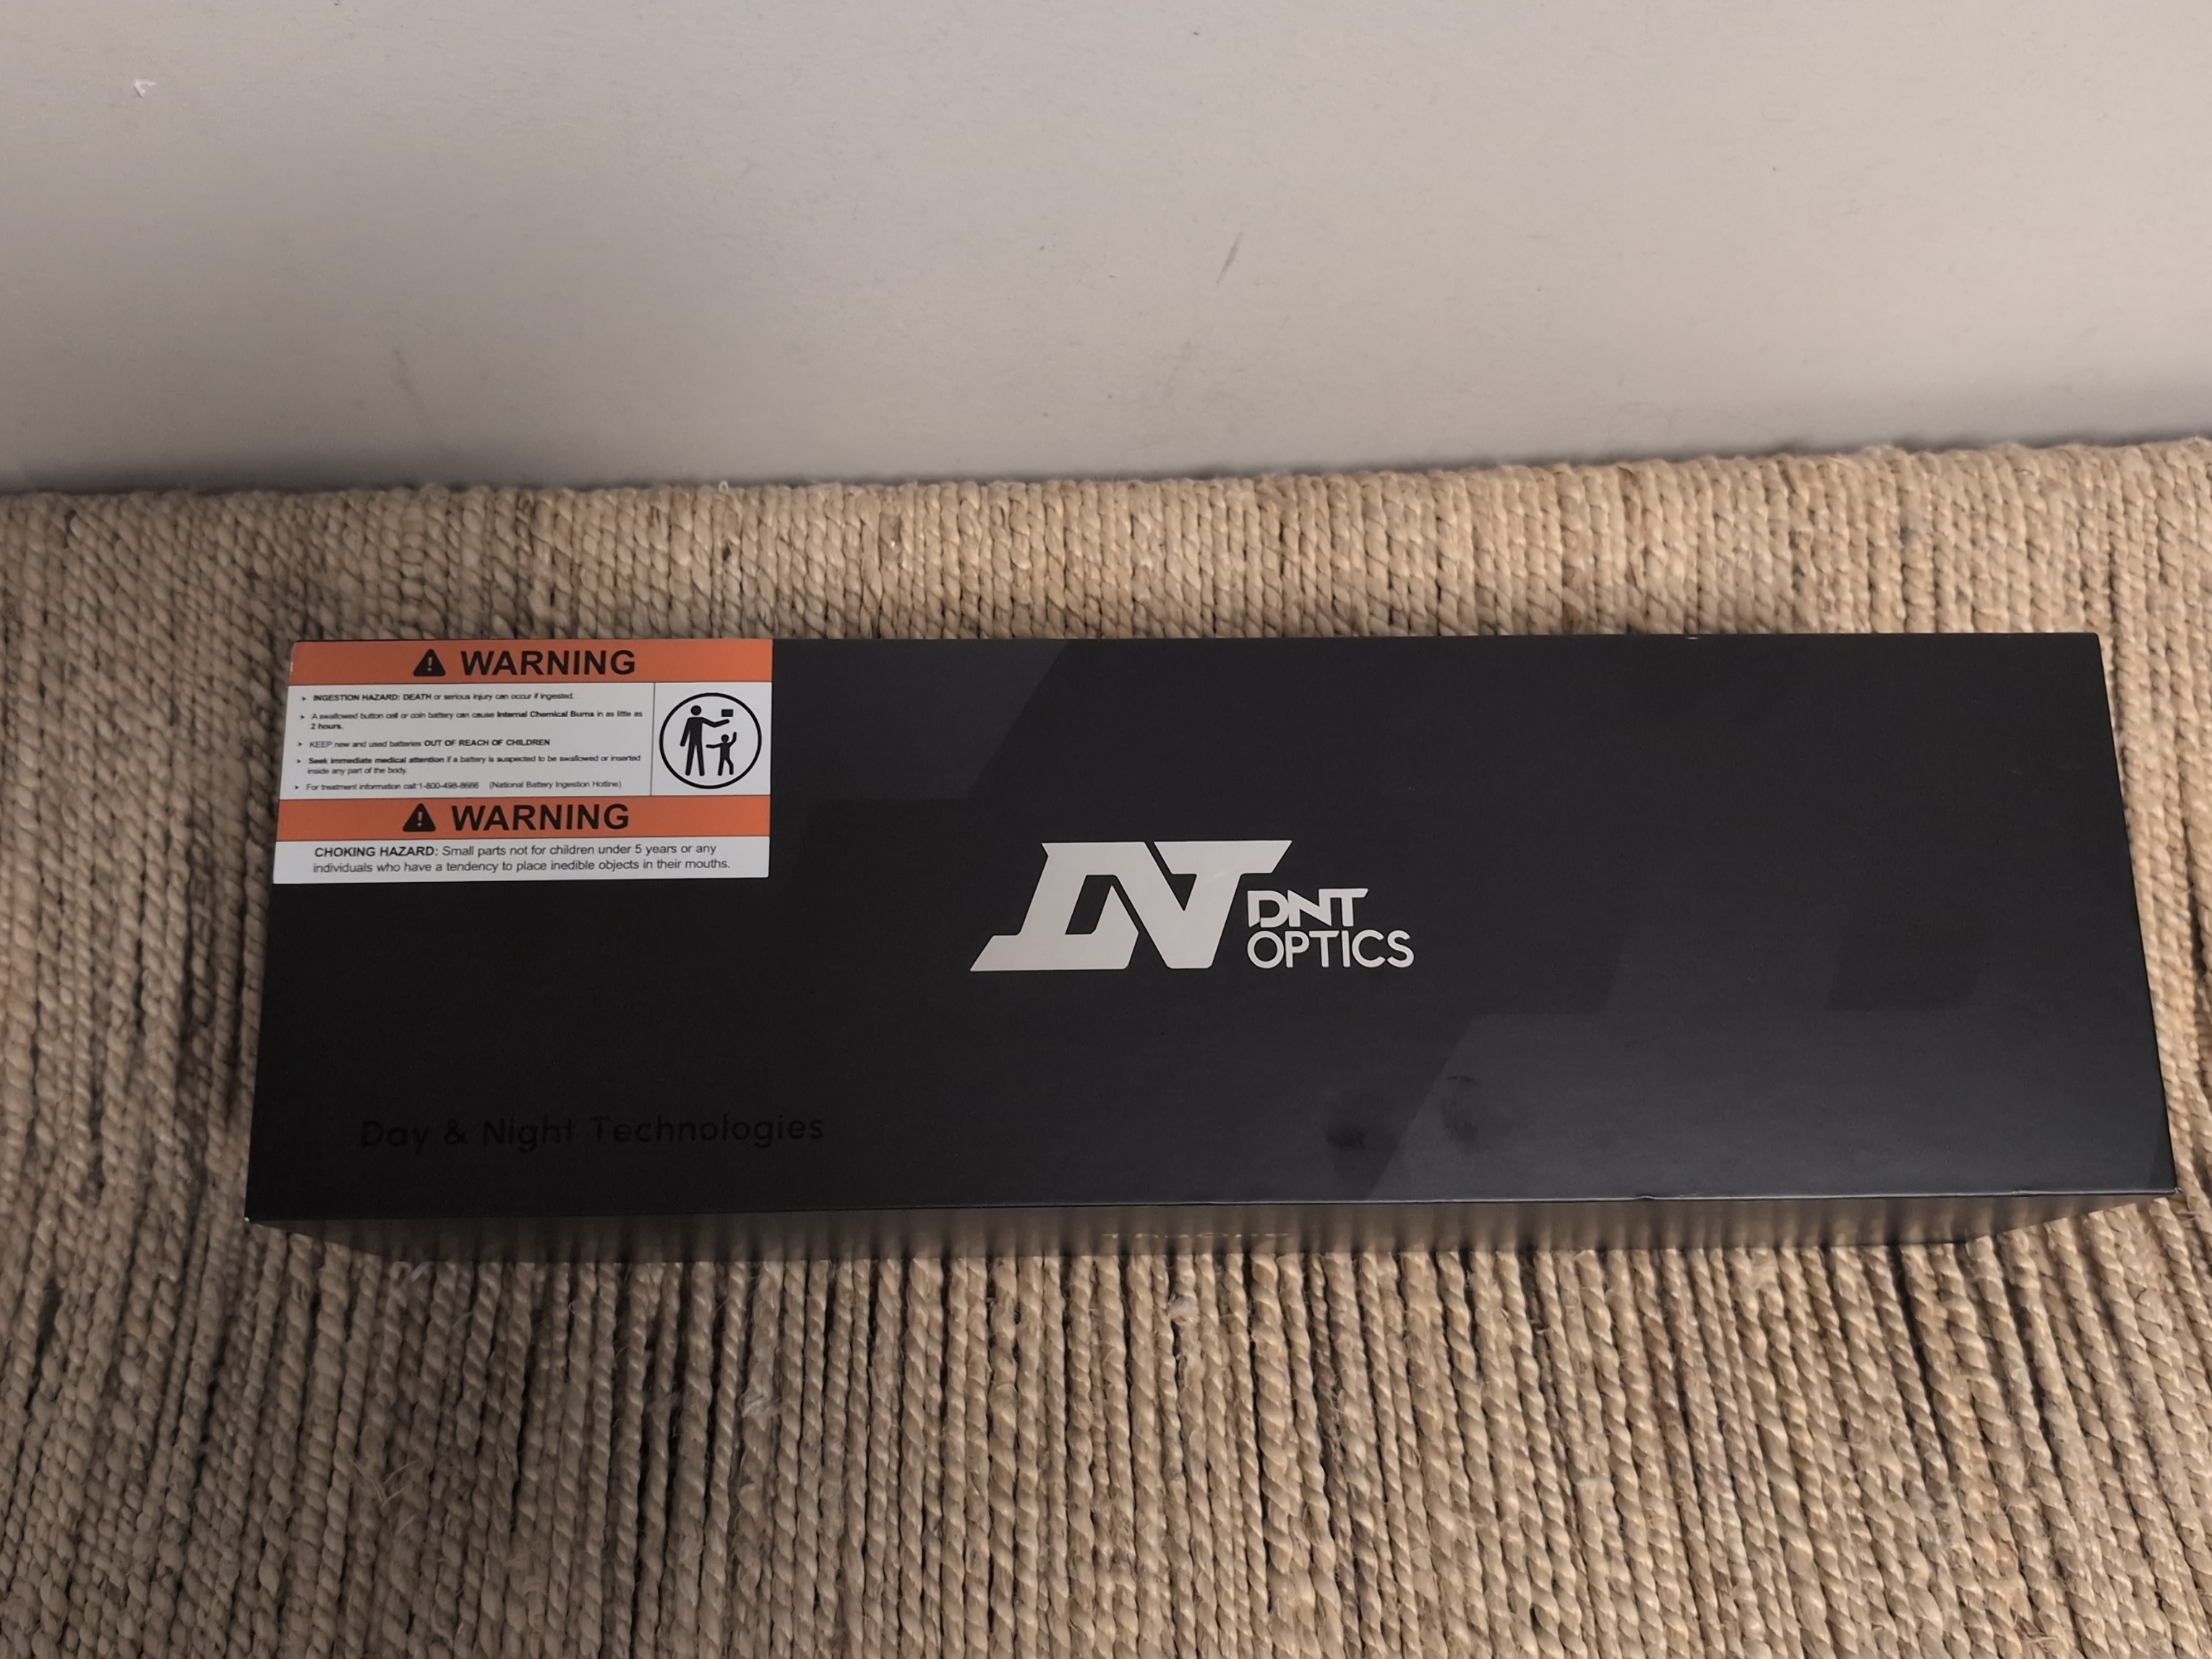 WARNING
INGESTION HAZARD: DEATH or serious injury can occur if ingested.
A swallowed button cell or coin battery can cause Internal Chemical Burns in as little as
2 hours.
KEEP new and used batteries OUT OF REACH OF CHILDREN
Seek immediate medical attention if a battery is suspected to be swallowed or inserted
inside any part of the body.
For treatment information call:1-800-498-8666 (National Battery Ingestion Hotline)
WARNING
CHOKING HAZARD: Small parts not for children under 5 years or any
individuals who have a tendency to place inedible objects in their mouths.
DNT
OPTICS
Day & Night Technologies